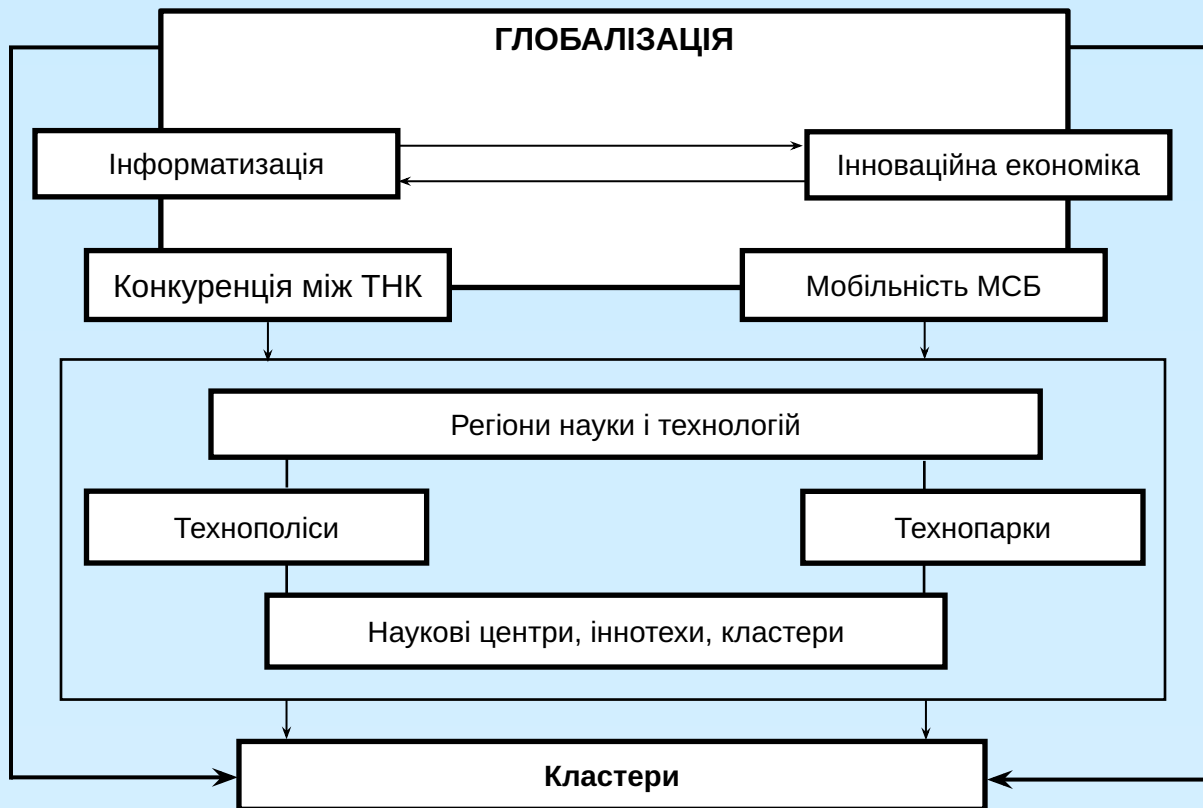 ГЛОБАЛІЗАЦІЯ
Інформатизація
Інноваційна економіка
Конкуренція між ТНК
Мобільність МСБ
Регіони науки і технологій
Технополіси
Технопарки
Наукові центри, іннотехи, кластери
Кластери